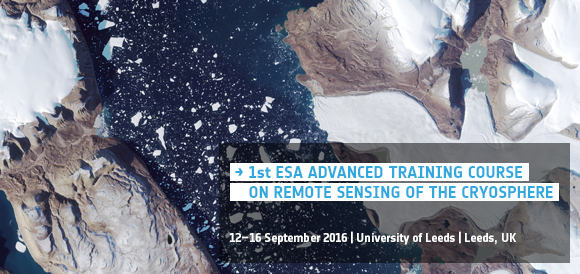 → 1st ESA ADVANCED TRAINING COURSE
ON REMOTE SENSING OF THE CRYOSPHERE
12–16 September 2016 | University of Leeds | Leeds, UK